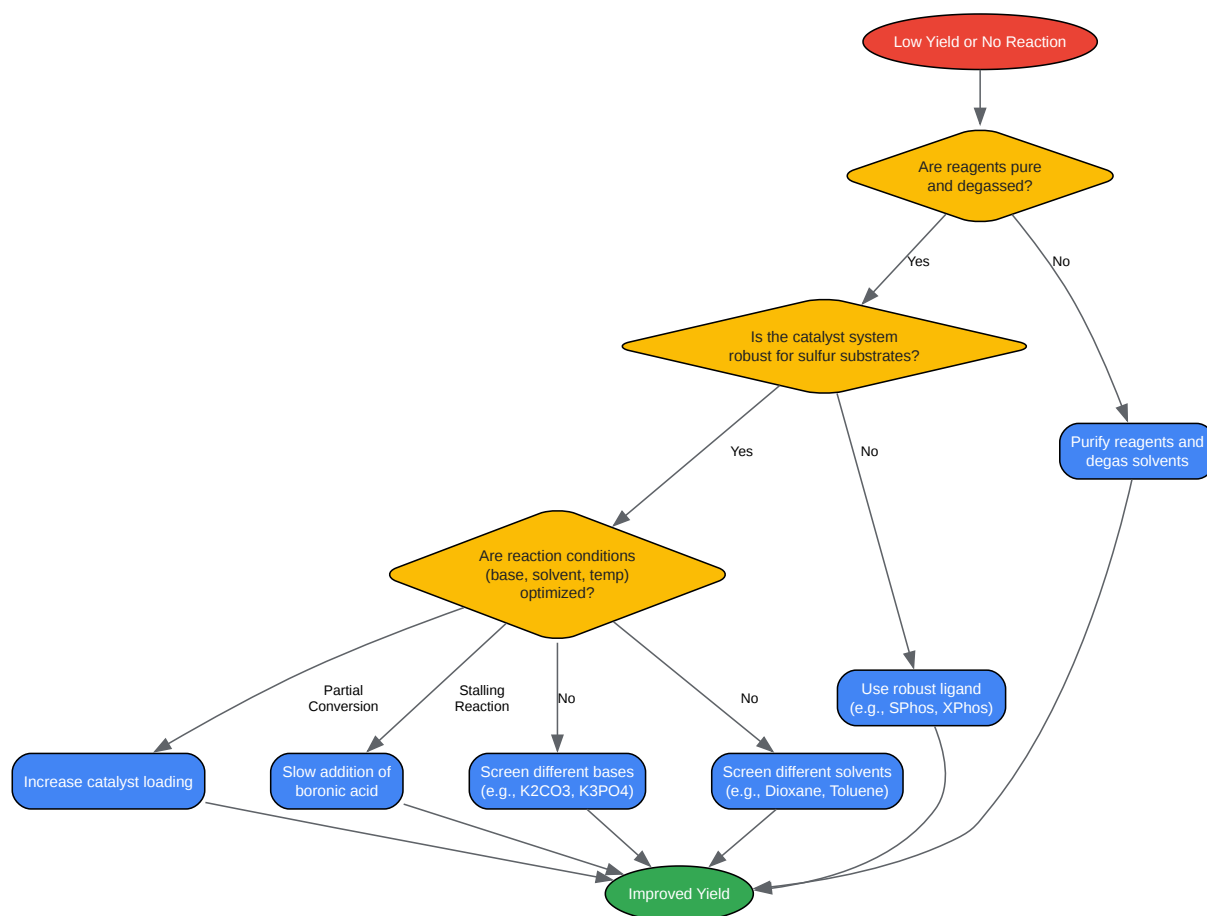 Low Yield or No Reaction
Are reagents pure
and degassed?
Yes
No
Is the catalyst system
robust for sulfur substrates?
Yes
No
Purify reagents and
degas solvents
Are reaction conditions
(base, solvent, temp)
optimized?
Partial
Conversion
Stalling
Reaction
No
No
Use robust ligand
(e.g., SPhos, XPhos)
Increase catalyst loading
Slow addition of
boronic acid
Screen different bases
(e.g., K2CO3, K3PO4)
Screen different solvents
(e.g., Dioxane, Toluene)
Improved Yield